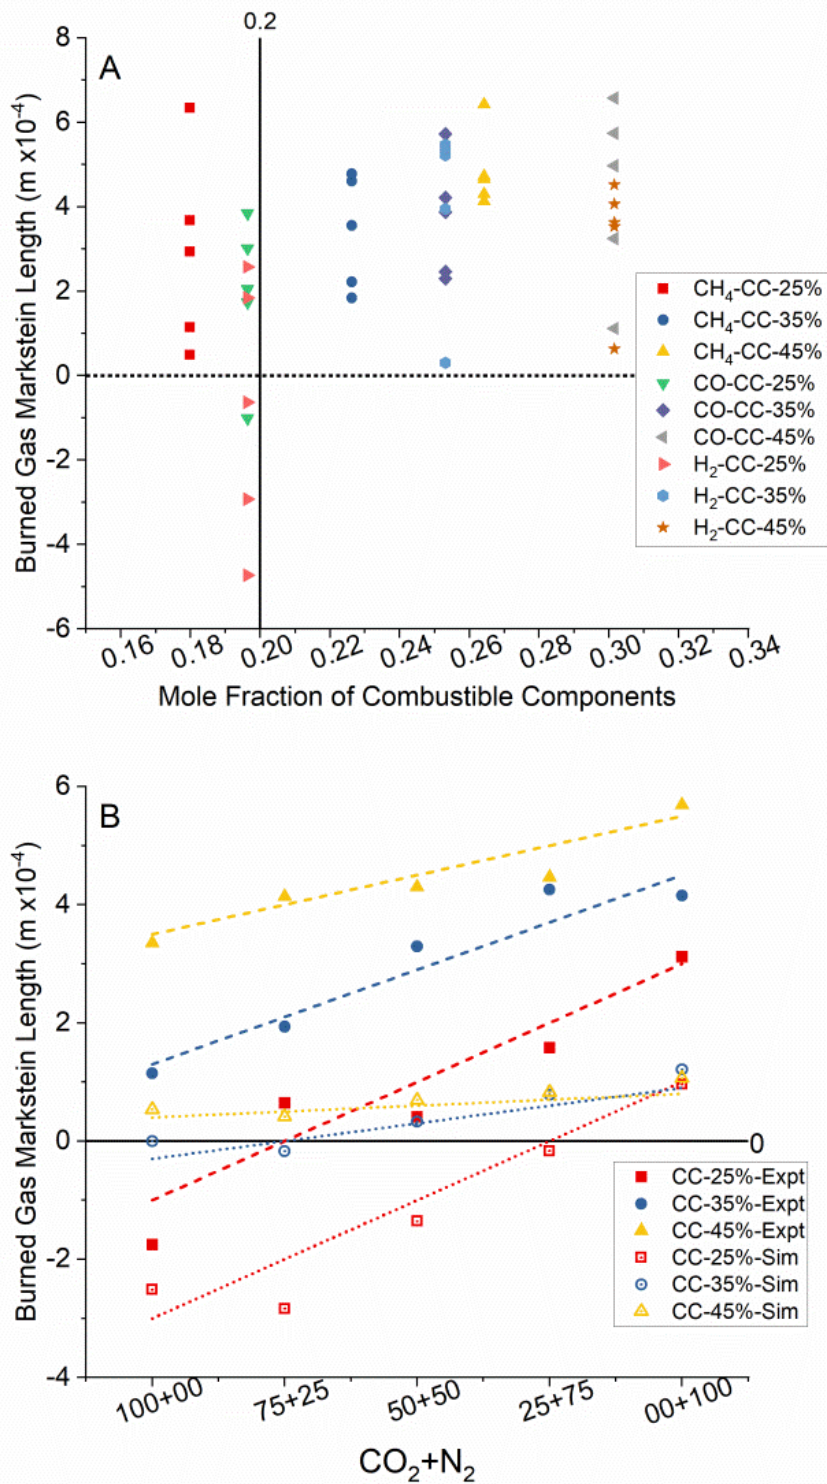 0.2
A
8
6
4
2
0
-2
-4
-6
Burned Gas Markstein Length (m x10⁻⁴)
CH₄-CC-25%
CH₄-CC-35%
CH₄-CC-45%
CO-CC-25%
CO-CC-35%
CO-CC-45%
H₂-CC-25%
H₂-CC-35%
H₂-CC-45%
0.16 0.18 0.20 0.22 0.24 0.26 0.28 0.30 0.32 0.34
Mole Fraction of Combustible Components
B
6
4
2
0
-2
-4
Burned Gas Markstein Length (m x10⁻⁴)
0
CC-25%-Expt
CC-35%-Expt
CC-45%-Expt
CC-25%-Sim
CC-35%-Sim
CC-45%-Sim
100+00 75+25 50+50 25+75 00+100
CO₂+N₂